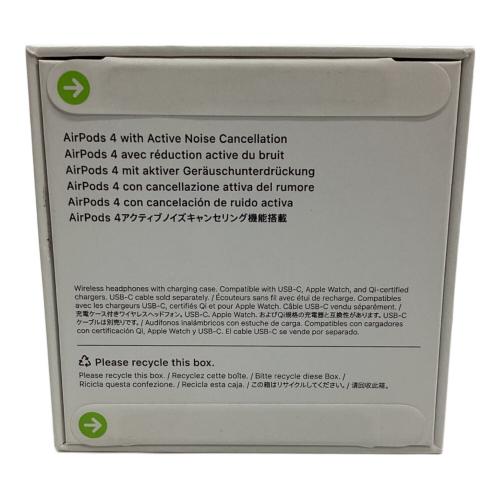 AirPods 4 with Active Noise Cancellation
AirPods 4 avec réduction active du bruit
AirPods 4 mit aktiver Geräuschunterdrückung
AirPods 4 con cancellazione attiva del rumore
AirPods 4 con cancelación de ruido activa
AirPods 4アクティブノイズキャンセリング機能搭載
Wireless headphones with charging case. Compatible with USB-C, Apple Watch, and Qi-certified
chargers. USB-C cable sold separately. / Écouteurs sans fil avec étui de recharge. Compatibles
avec les chargeurs USB-C, certifiés Qi et pour Apple Watch. Câble USB-C vendu séparément. /
充電ケース付きワイヤレスヘッドフォン。USB-C、Apple Watch、およびQi規格の充電器と互換性があります。USB-C
ケーブルは別売りです。/ Audífonos inalámbricos con estuche de carga. Compatibles con cargadores
con certificación Qi, Apple Watch y USB-C. El cable USB-C se vende por separado.
Please recycle this box.
Please recycle this box. / Recyclez cette boîte. / Bitte recycle diese Box. /
Ricicla questa confezione. / Recicla esta caja. / この箱はリサイクルしてください。/ 请回收此箱。